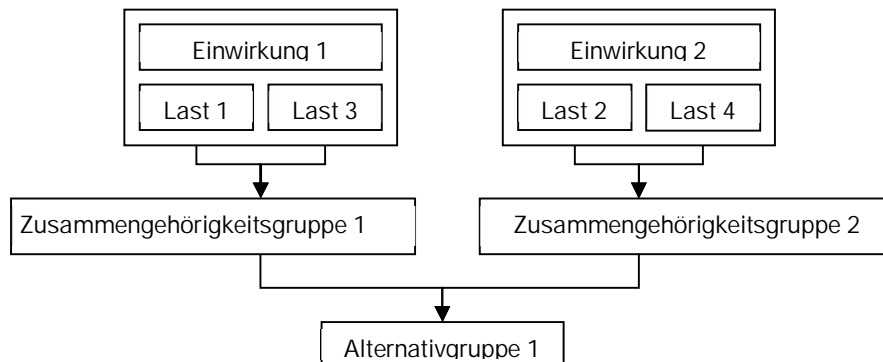 Einwirkung 1
Einwirkung 2
Last 1
Last 3
Last 2
Last 4
Zusammengehörigkeitsgruppe 1
Zusammengehörigkeitsgruppe 2
Alternativgruppe 1